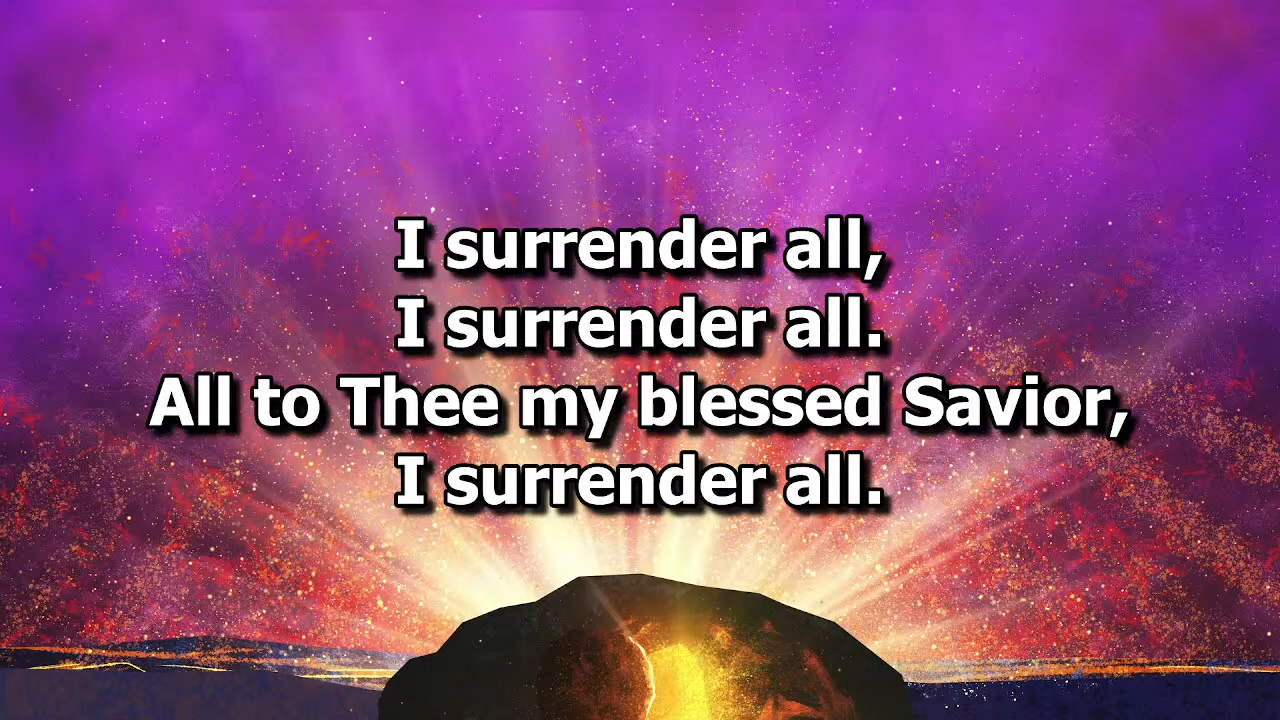 I surrender all,
I surrender all.
All to Thee my blessed Savior,
I surrender all.